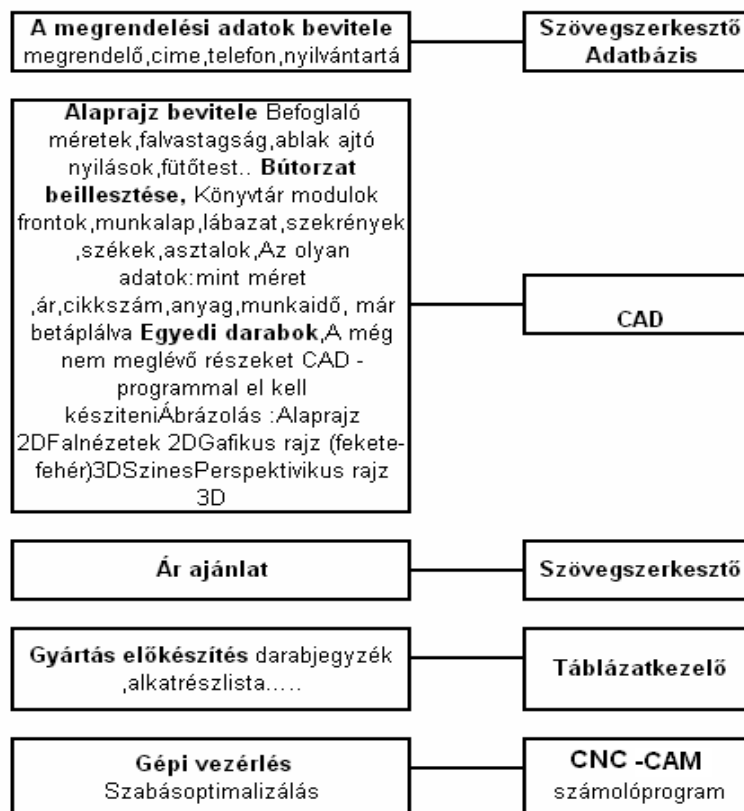 A megrendelési adatok bevitele
megrendelő,cime,telefon,nyilvántartá
Szövegszerkesztő
Adatbázis
Alaprajz bevitele Befoglaló
méretek,falvastagság,ablak ajtó
nyilások,fütőtest.. Bútorzat
beillesztése, Könyvtár modulok
frontok,munkalap,lábazat,szekrények
,székek,asztalok,Az olyan
adatok:mint méret
,ár,cikkszám,anyag,munkaidő, már
betáplálva Egyedi darabok,A még
nem meglévő részeket CAD -
programmal el kell
késziteniÁbrázolás :Alaprajz
2DFalnézetek 2DGafikus rajz (fekete-
fehér)3DSzinesPerspektivikus rajz
3D
CAD
Ár ajánlat
Szövegszerkesztő
Gyártás előkészítés darabjegyzék
,alkatrészlista.....
Táblázatkezelő
Gépi vezérlés
Szabásoptimalizálás
CNC -CAM
számolóprogram